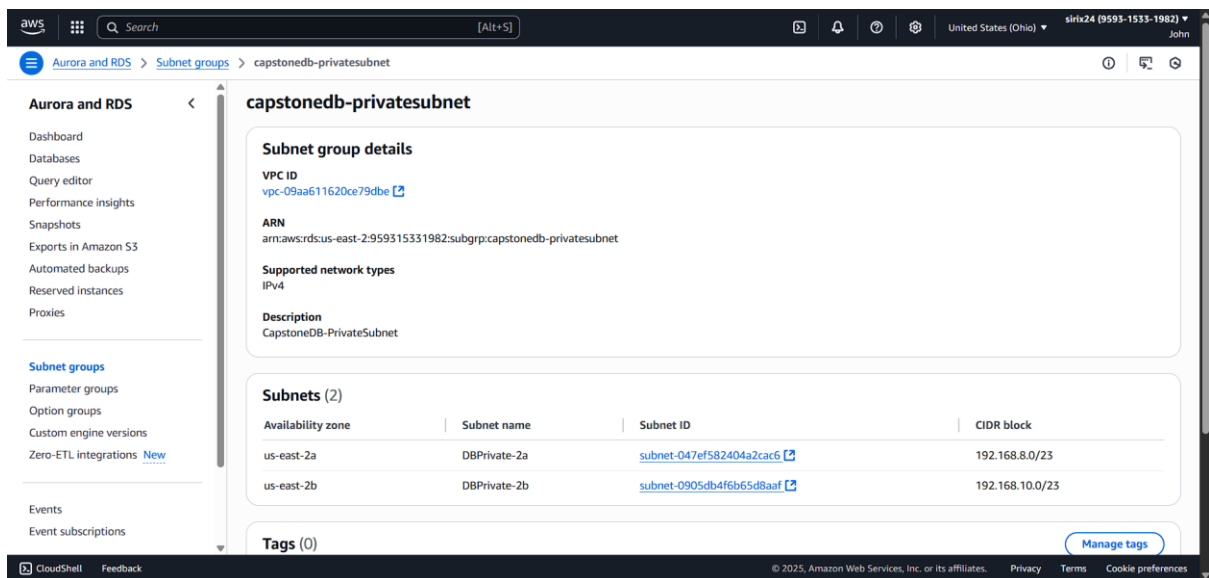 aws
Search
[Alt+S]
United States (Ohio)
sirix24 (9593-1533-1982)
John
Aurora and RDS > Subnet groups > capstonedb-privatesubnet
Aurora and RDS
Dashboard
Databases
Query editor
Performance insights
Snapshots
Exports in Amazon S3
Automated backups
Reserved instances
Proxies
Subnet groups
Parameter groups
Option groups
Custom engine versions
Zero-ETL integrations New
Events
Event subscriptions
capstonedb-privatesubnet
Subnet group details
VPC ID
vpc-09aa611620ce79dbe
ARN
arn:aws:rds:us-east-2:959315331982:subgrp:capstonedb-privatesubnet
Supported network types
IPv4
Description
CapstoneDB-PrivateSubnet
Subnets (2)
Availability zone Subnet name Subnet ID CIDR block
us-east-2a DBPrivate-2a subnet-047ef582404a2cac6 192.168.8.0/23
us-east-2b DBPrivate-2b subnet-0905db4f6b65d8aaf 192.168.10.0/23
Tags (0)
Manage tags
CloudShell Feedback © 2025, Amazon Web Services, Inc. or its affiliates. Privacy Terms Cookie preferences